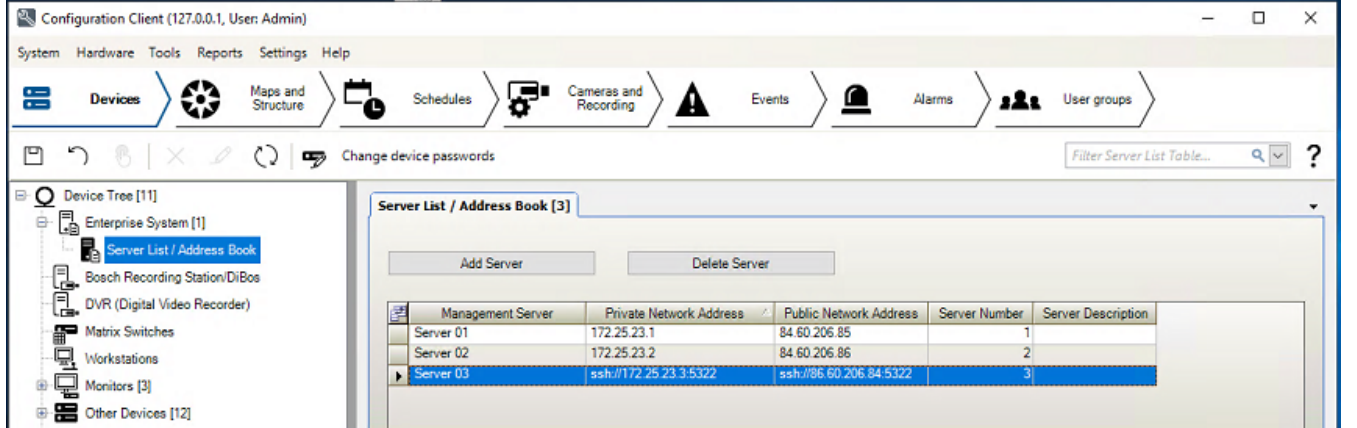 Configuration Client (127.0.0.1, User: Admin)
System Hardware Tools Reports Settings Help
Devices Maps and Structure Schedules Cameras and Recording Events Alarms User groups
Change device passwords Filter Server List Table... ?
Device Tree [11]
Enterprise System [1]
Server List / Address Book
Bosch Recording Station/DiBos
DVR (Digital Video Recorder)
Matrix Switches
Workstations
Monitors [3]
Other Devices [12]
Server List / Address Book [3]
Add Server Delete Server
Management Server Private Network Address Public Network Address Server Number Server Description
Server 01 172.25.23.1 84.60.206.85 1
Server 02 172.25.23.2 84.60.206.86 2
Server 03 ssh://172.25.23.3:5322 ssh://86.60.206.84:5322 3